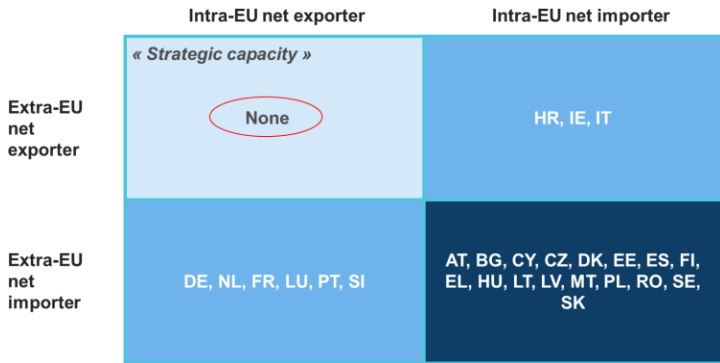 Intra-EU net exporter
Intra-EU net importer
« Strategic capacity »
Extra-EU
net
exporter
None
HR, IE, IT
Extra-EU
net
importer
DE, NL, FR, LU, PT, SI
AT, BG, CY, CZ, DK, EE, ES, FI,
EL, HU, LT, LV, MT, PL, RO, SE,
SK